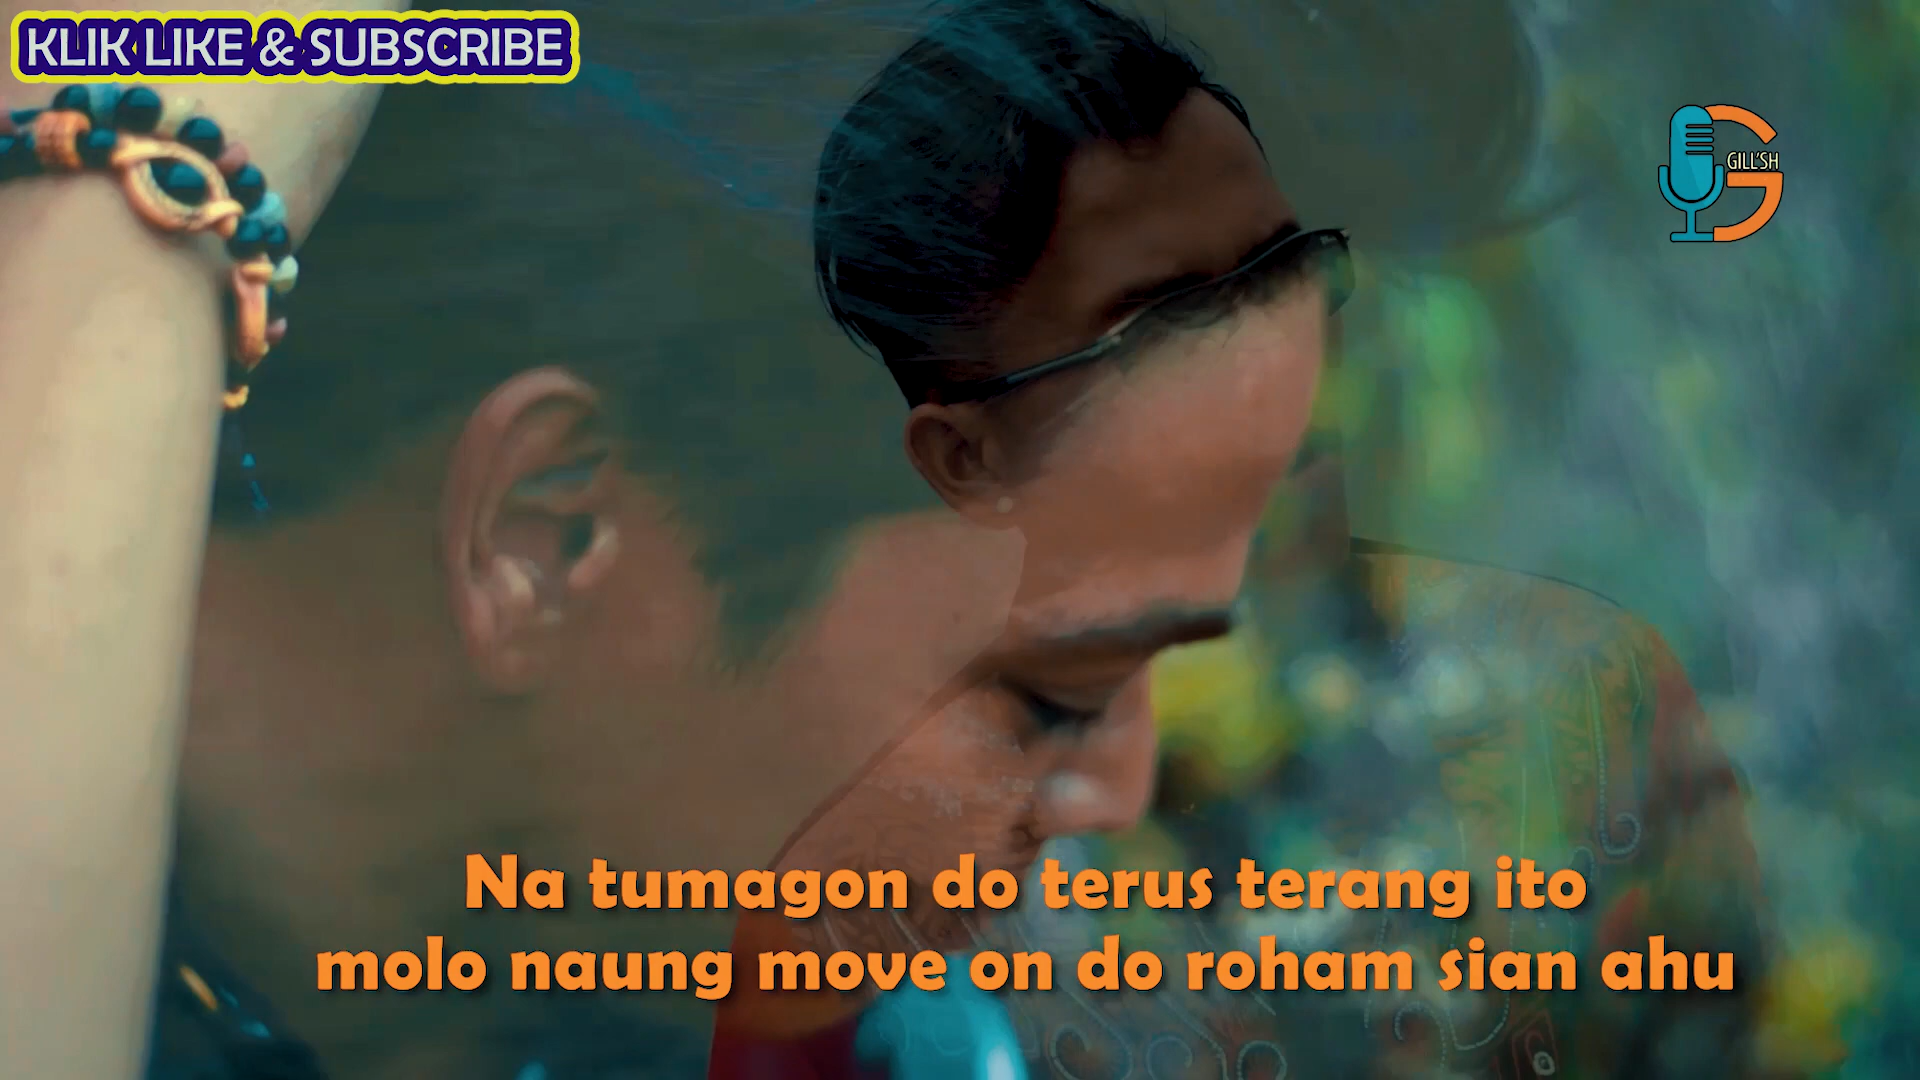 KLIK LIKE & SUBSCRIBE
GILL'SH
Na tumagon do terus terang ito
molo naung move on do roham sian ahu